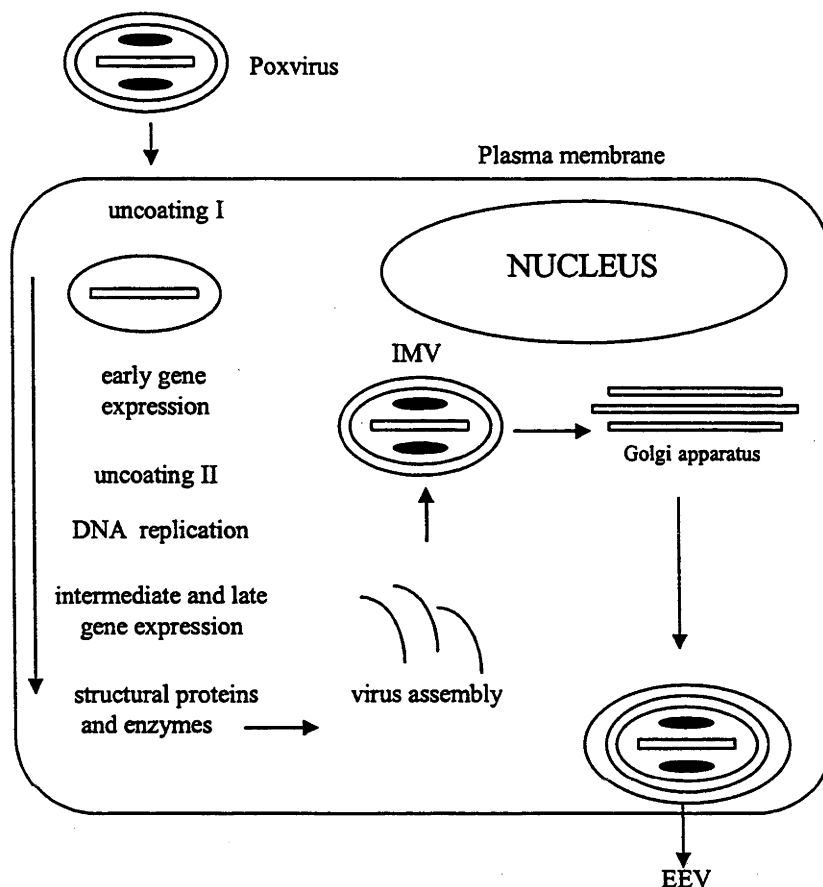 Poxvirus
Plasma membrane
uncoating I
NUCLEUS
IMV
early gene
expression
Golgi apparatus
uncoating II
DNA replication
intermediate and late
gene expression
structural proteins
and enzymes
virus assembly
EEV